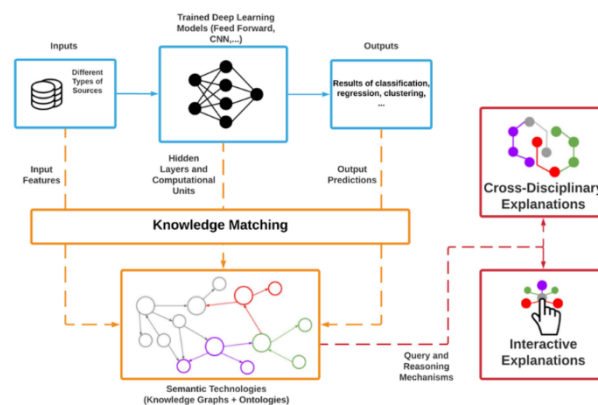 Inputs
Trained Deep Learning
Models (Feed Forward,
CNN,...)
Outputs
Different
Types of
Sources
Results of classification,
regression, clustering,
...
Input
Features
Hidden
Layers and
Computational
Units
Output
Predictions
Knowledge Matching
Semantic Technologies
(Knowledge Graphs + Ontologies)
Query and
Reasoning
Mechanisms
Cross-Disciplinary
Explanations
Interactive
Explanations